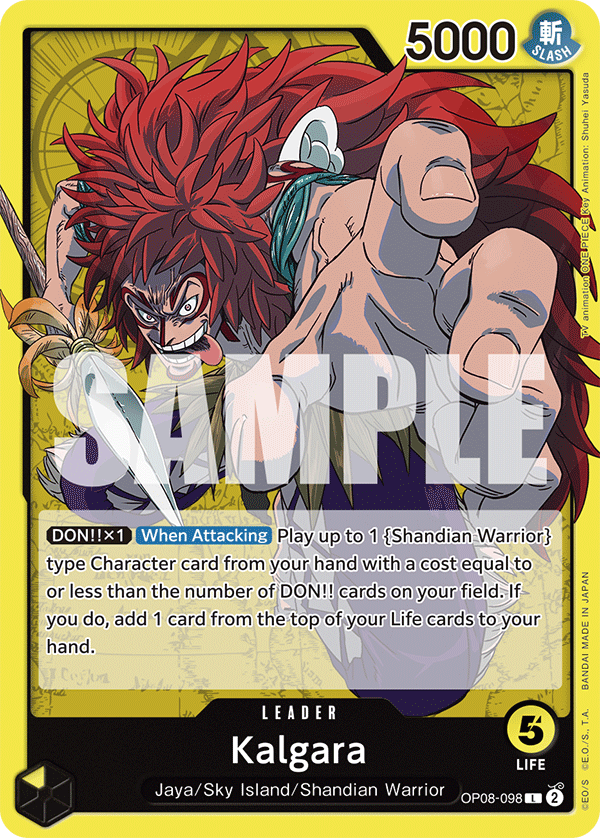 5000
斬
SLASH
TV animation ONE PIECE Key Animation: Shuhei Yasuda
SAMPLE
DON!!×1 When Attacking Play up to 1 {Shandian Warrior}
type Character card from your hand with a cost equal to
or less than the number of DON!! cards on your field. If
you do, add 1 card from the top of your Life cards to your
hand.
©E/S ©E.O./S., T.A. BANDAI MADE IN JAPAN
LEADER
Kalgara
5
LIFE
Jaya/Sky Island/Shandian Warrior
OP08-098 L 2